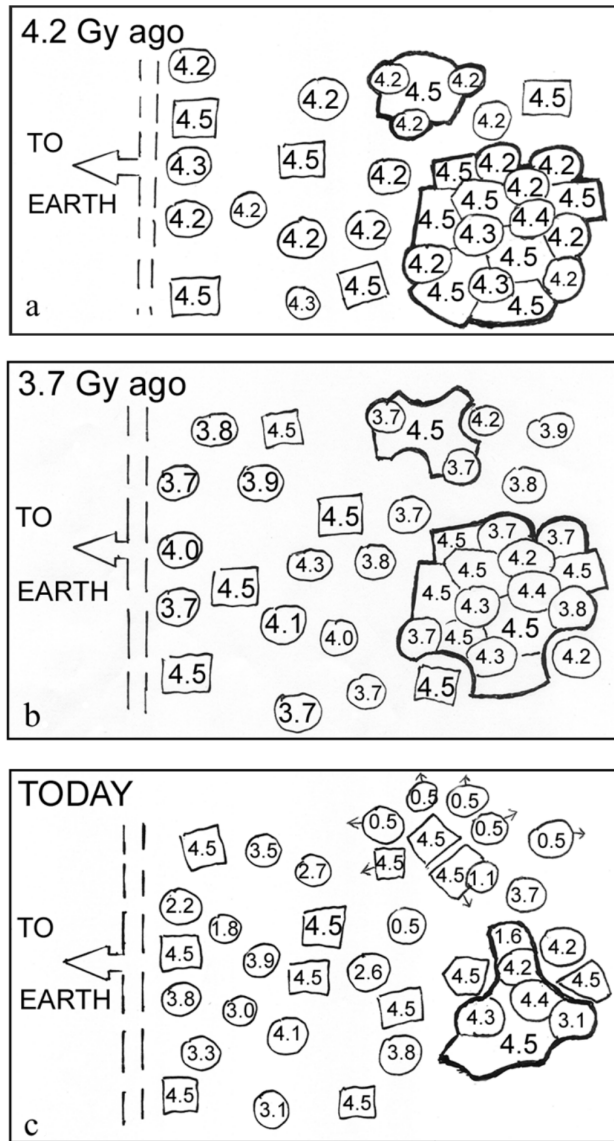 4.2 Gy ago
4.2 4.2 4.5 4.2
4.2 4.5
4.5 4.2 4.2
TO 4.3 4.5 4.2 4.5 4.2 4.2
4.2 4.5 4.2 4.5
EARTH 4.2 4.2 4.2 4.5 4.4
4.2 4.3 4.5 4.2
4.2 4.3 4.2
4.5 4.3 4.5 4.5 4.5
a
3.7 Gy ago
3.8 4.5 3.7 4.5 4.2 3.9
3.7 3.9 3.7 3.8
TO 4.5 3.7 4.5 3.7 3.7
4.0 4.3 3.8 4.5 4.2 4.5
EARTH 3.7 4.5 4.5 4.3 4.4 3.8
4.1 4.0 3.7 4.5 4.5
4.5 4.3 4.2
3.7 3.7 4.5
b
TODAY
0.5 0.5
0.5 4.5 0.5 0.5
4.5 3.5 2.7 4.5 4.5 1.1
2.2 3.7
TO 1.8 4.5 0.5 1.6 4.2
4.5 3.9 4.5 2.6 4.5 4.2 4.5
EARTH 3.8 3.0 4.5 4.3 4.4 3.1
3.3 4.1 3.8 4.5
4.5 3.1 4.5
c